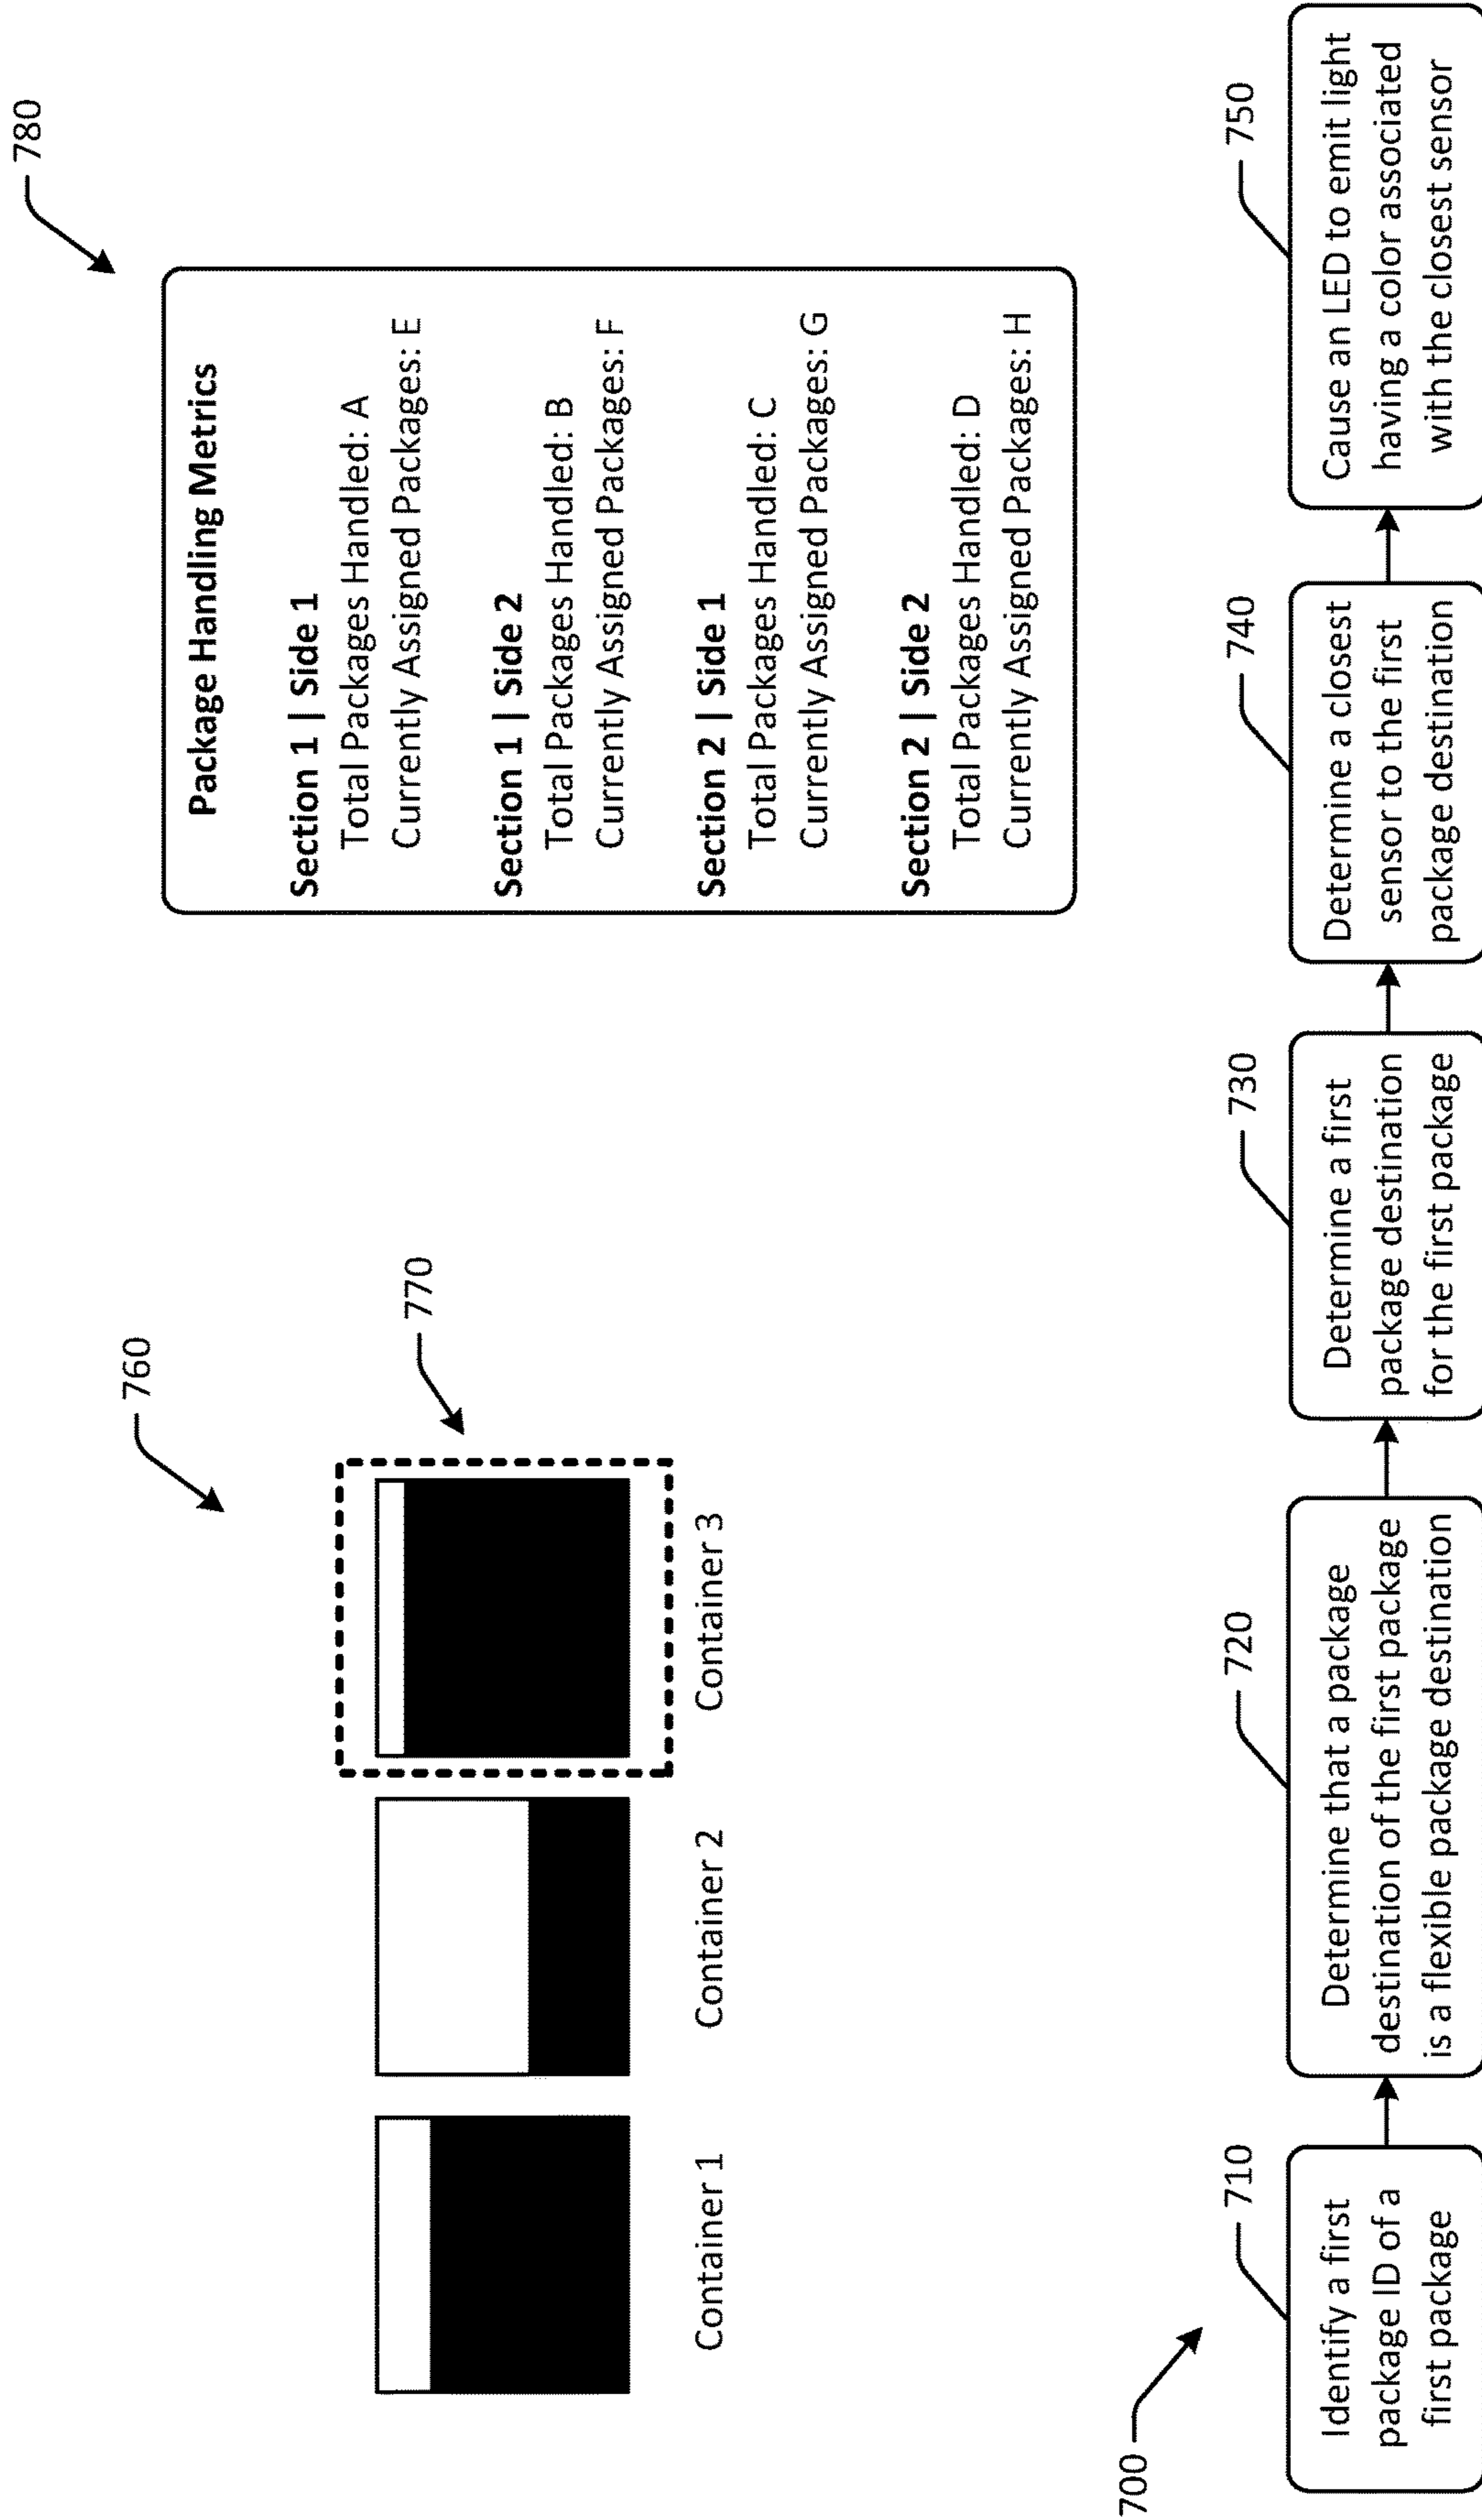 760
770
Container 1
Container 2
Container 3
780
Package Handling Metrics
Section 1 | Side 1
Total Packages Handled: A
Currently Assigned Packages: E
Section 1 | Side 2
Total Packages Handled: B
Currently Assigned Packages: F
Section 2 | Side 1
Total Packages Handled: C
Currently Assigned Packages: G
Section 2 | Side 2
Total Packages Handled: D
Currently Assigned Packages: H
700
710
Identify a first
package ID of a
first package
720
Determine that a package
destination of the first package
is a flexible package destination
730
Determine a first
package destination
for the first package
740
Determine a closest
sensor to the first
package destination
750
Cause an LED to emit light
having a color associated
with the closest sensor